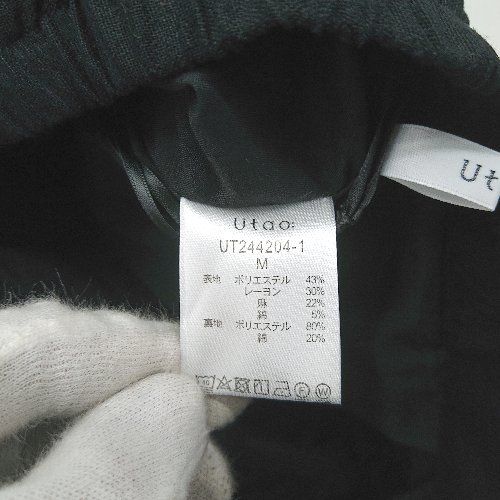 Utao:
UT244204-1
M
表地 ポリエステル 43%
レーヨン 30%
麻 22%
綿 5%
裏地 ポリエステル 80%
綿 20%
Ut